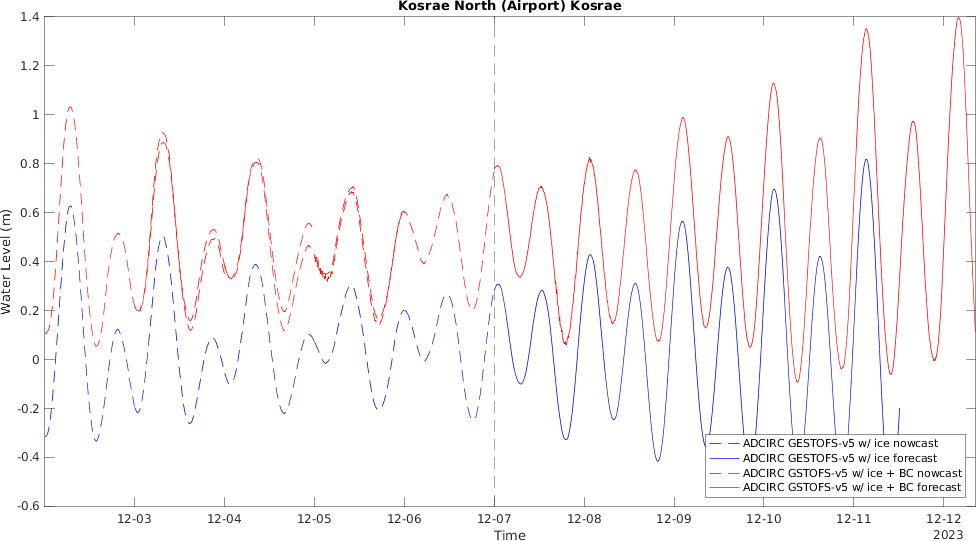 Kosrae North (Airport) Kosrae
1.4
1.2
1
0.8
0.6
0.4
0.2
0
-0.2
-0.4
-0.6
Water Level (m)
ADCIRC GESTOFS-v5 w/ ice nowcast
ADCIRC GESTOFS-v5 w/ ice forecast
ADCIRC GSTOFS-v5 w/ ice + BC nowcast
ADCIRC GSTOFS-v5 w/ ice + BC forecast
12-03 12-04 12-05 12-06 12-07 12-08 12-09 12-10 12-11 12-12
Time
2023